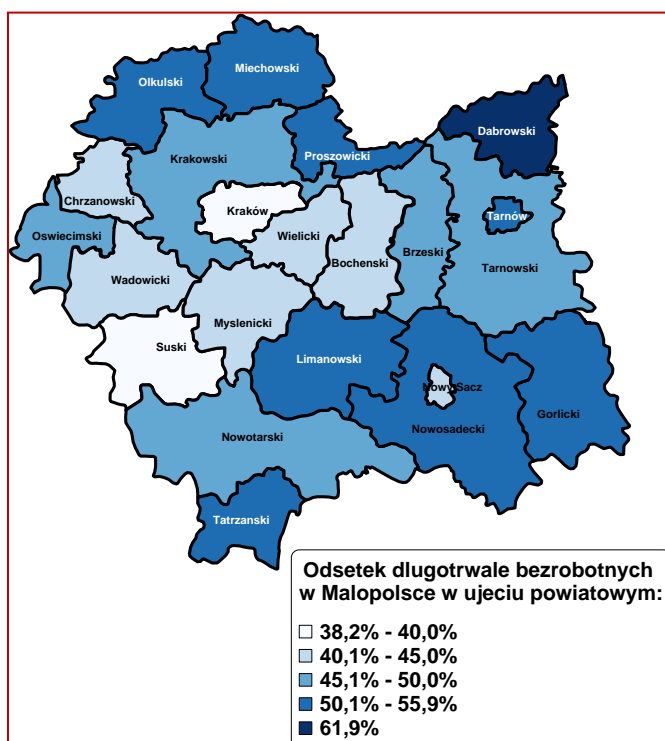 Miechowski
Olkulski
Dabrowski
Proszowicki
Krakowski
Chrzanowski
Kraków
Tarnów
Oswiecimski
Wielicki
Brzeski
Bochenski
Tarnowski
Wadowicki
Myslenicki
Suski
Limanowski
Nowy Sacz
Gorlicki
Nowosadecki
Nowotarski
Tatrzanski
Odsetek dlugotrwale bezrobotnych
w Malopolsce w ujeciu powiatowym:
38,2% - 40,0%
40,1% - 45,0%
45,1% - 50,0%
50,1% - 55,9%
61,9%